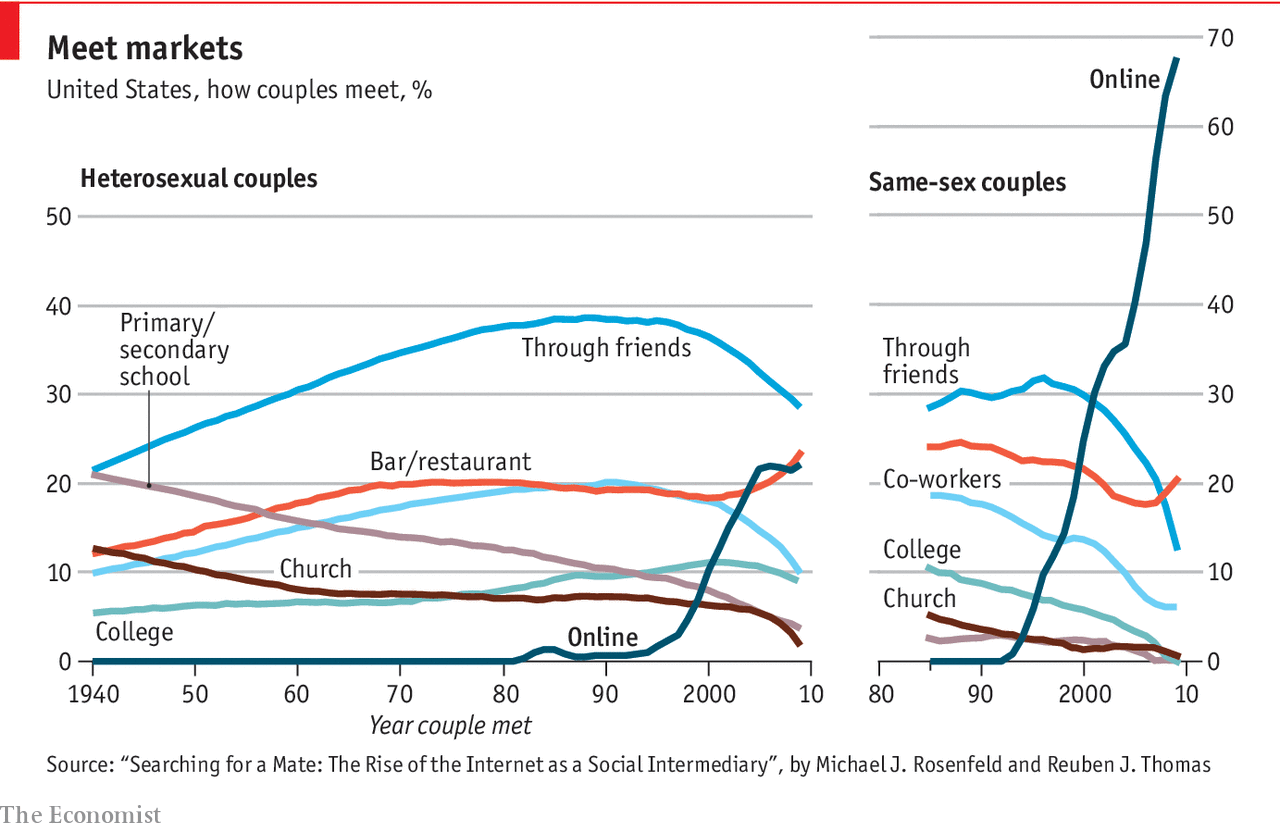 Meet markets
United States, how couples meet, %
Heterosexual couples
50
40
30
20
10
0
Primary/
secondary
school
Through friends
Bar/restaurant
Church
College
Online
1940
50
60
70
80
90
2000
10
Year couple met
Same-sex couples
70
60
50
40
30
20
10
0
Online
Through
friends
Co-workers
College
Church
80
90
2000
10
Source: “Searching for a Mate: The Rise of the Internet as a Social Intermediary”, by Michael J. Rosenfeld and Reuben J. Thomas
The Economist